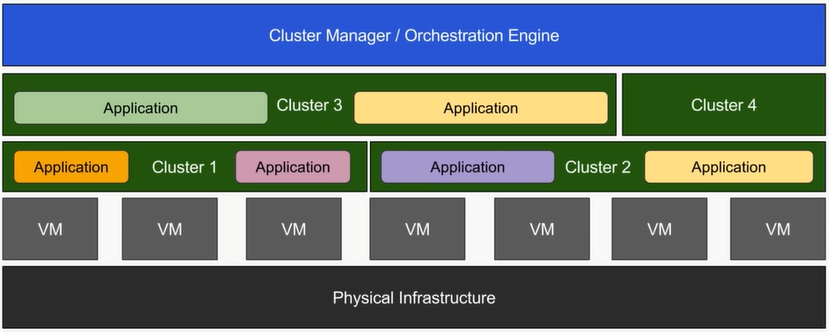 Cluster Manager / Orchestration Engine
Application Cluster 3 Application
Cluster 4
Application Cluster 1 Application
Application Cluster 2 Application
VM VM VM VM VM VM VM
Physical Infrastructure